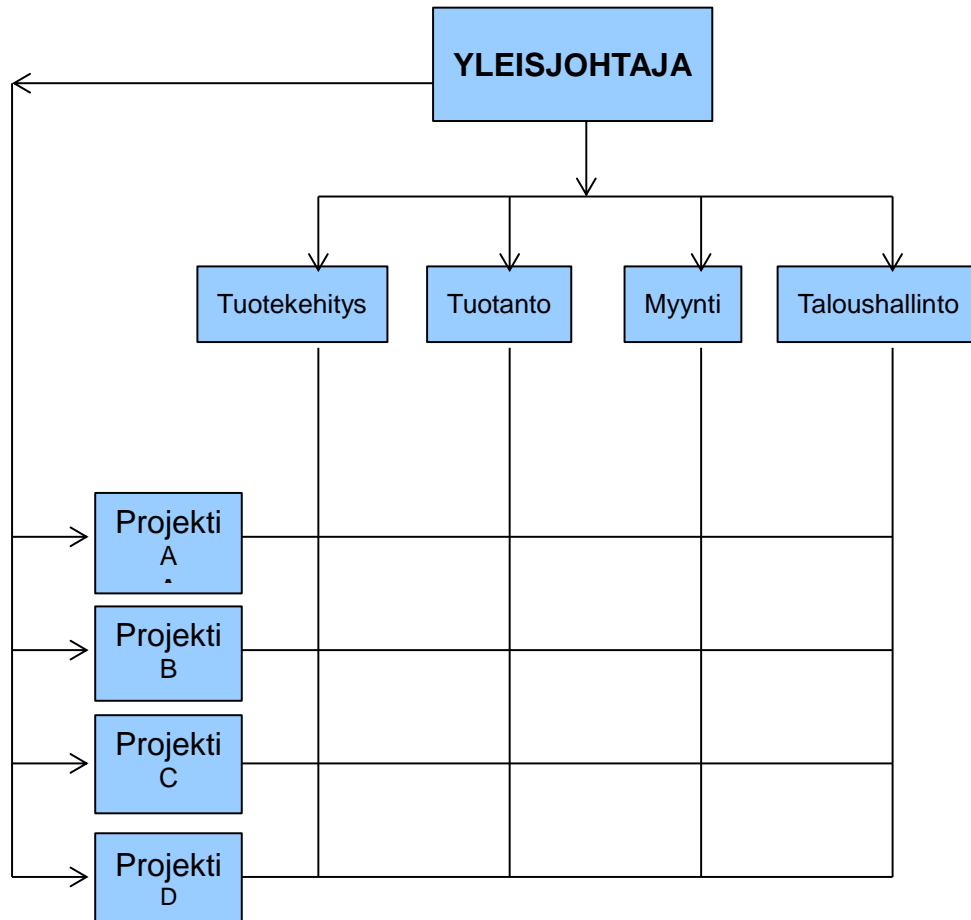 YLEISJOHTAJA
Tuotekehitys
Tuotanto
Myynti
Taloushallinto
Projekti
A
Projekti
B
Projekti
C
Projekti
D